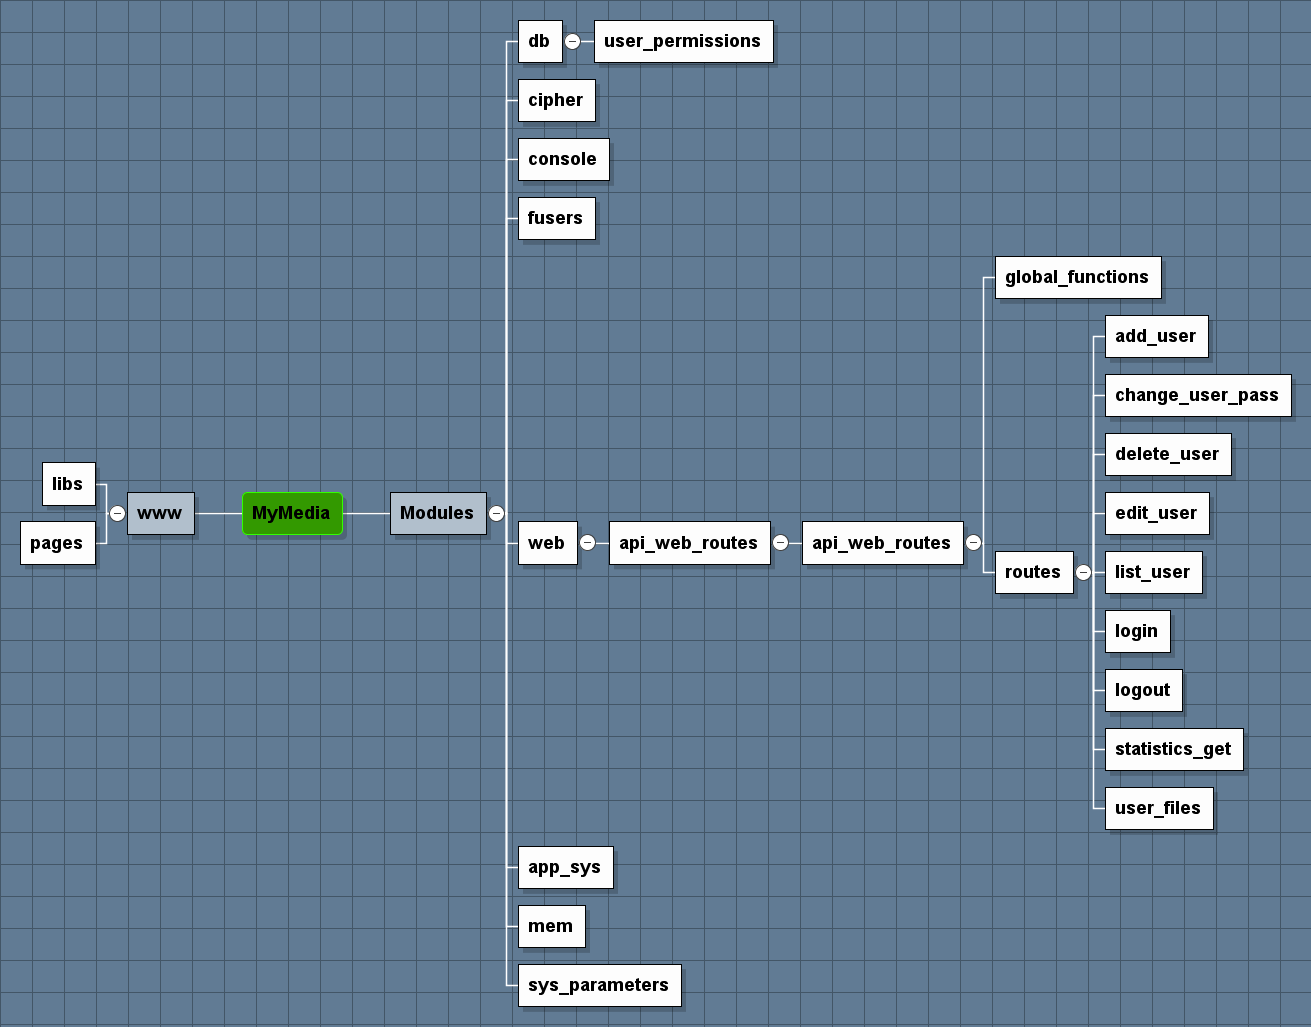 db
user_permissions
cipher
console
fusers
global_functions
add_user
change_user_pass
delete_user
libs
www
MyMedia
Modules
edit_user
pages
web
api_web_routes
api_web_routes
routes
list_user
login
logout
statistics_get
user_files
app_sys
mem
sys_parameters